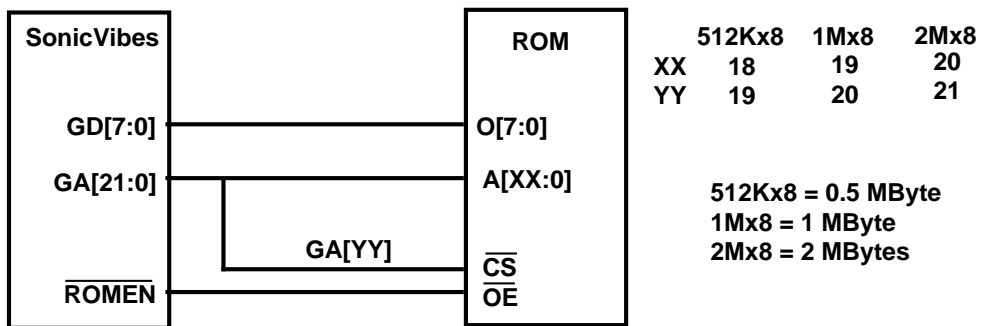 SonicVibes
ROM
512Kx8 1Mx8 2Mx8
XX 18 19 20
YY 19 20 21
GD[7:0]
O[7:0]
GA[21:0]
A[XX:0]
512Kx8 = 0.5 MByte
1Mx8 = 1 MByte
2Mx8 = 2 MBytes
GA[YY]
CS
ROMEN
OE